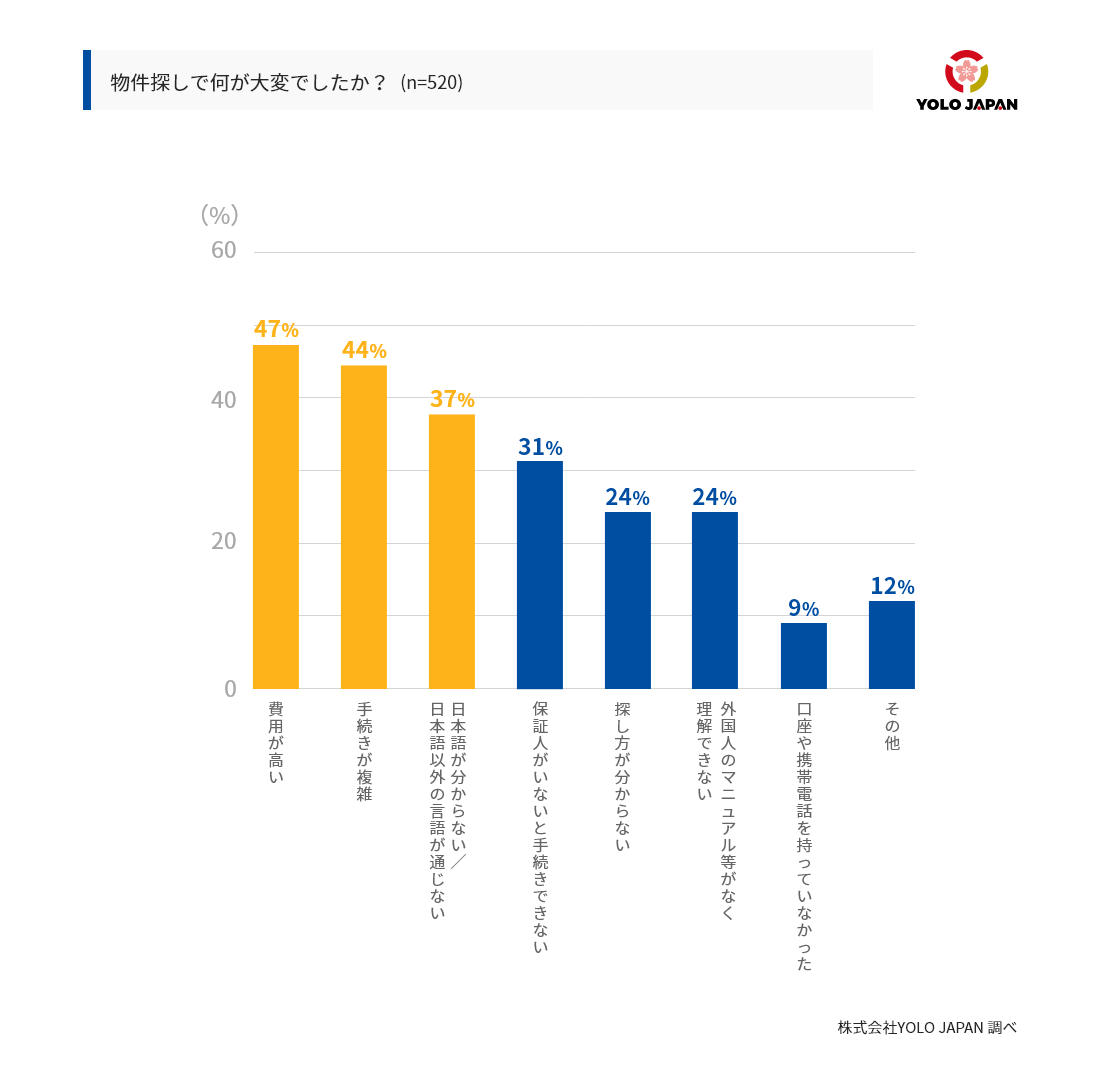 物件探しで何が大変でしたか？ (n=520)
YOLO JAPAN
（%）
60
40
20
0
47%
44%
37%
31%
24%
24%
9%
12%
費用が高い
手続きが複雑
日本語が分からない／
日本語以外の言語が通じない
保証人がいないと手続きできない
探し方が分からない
外国人のマニュアル等がなく
理解できない
口座や携帯電話を持っていなかった
その他
株式会社YOLO JAPAN 調べ